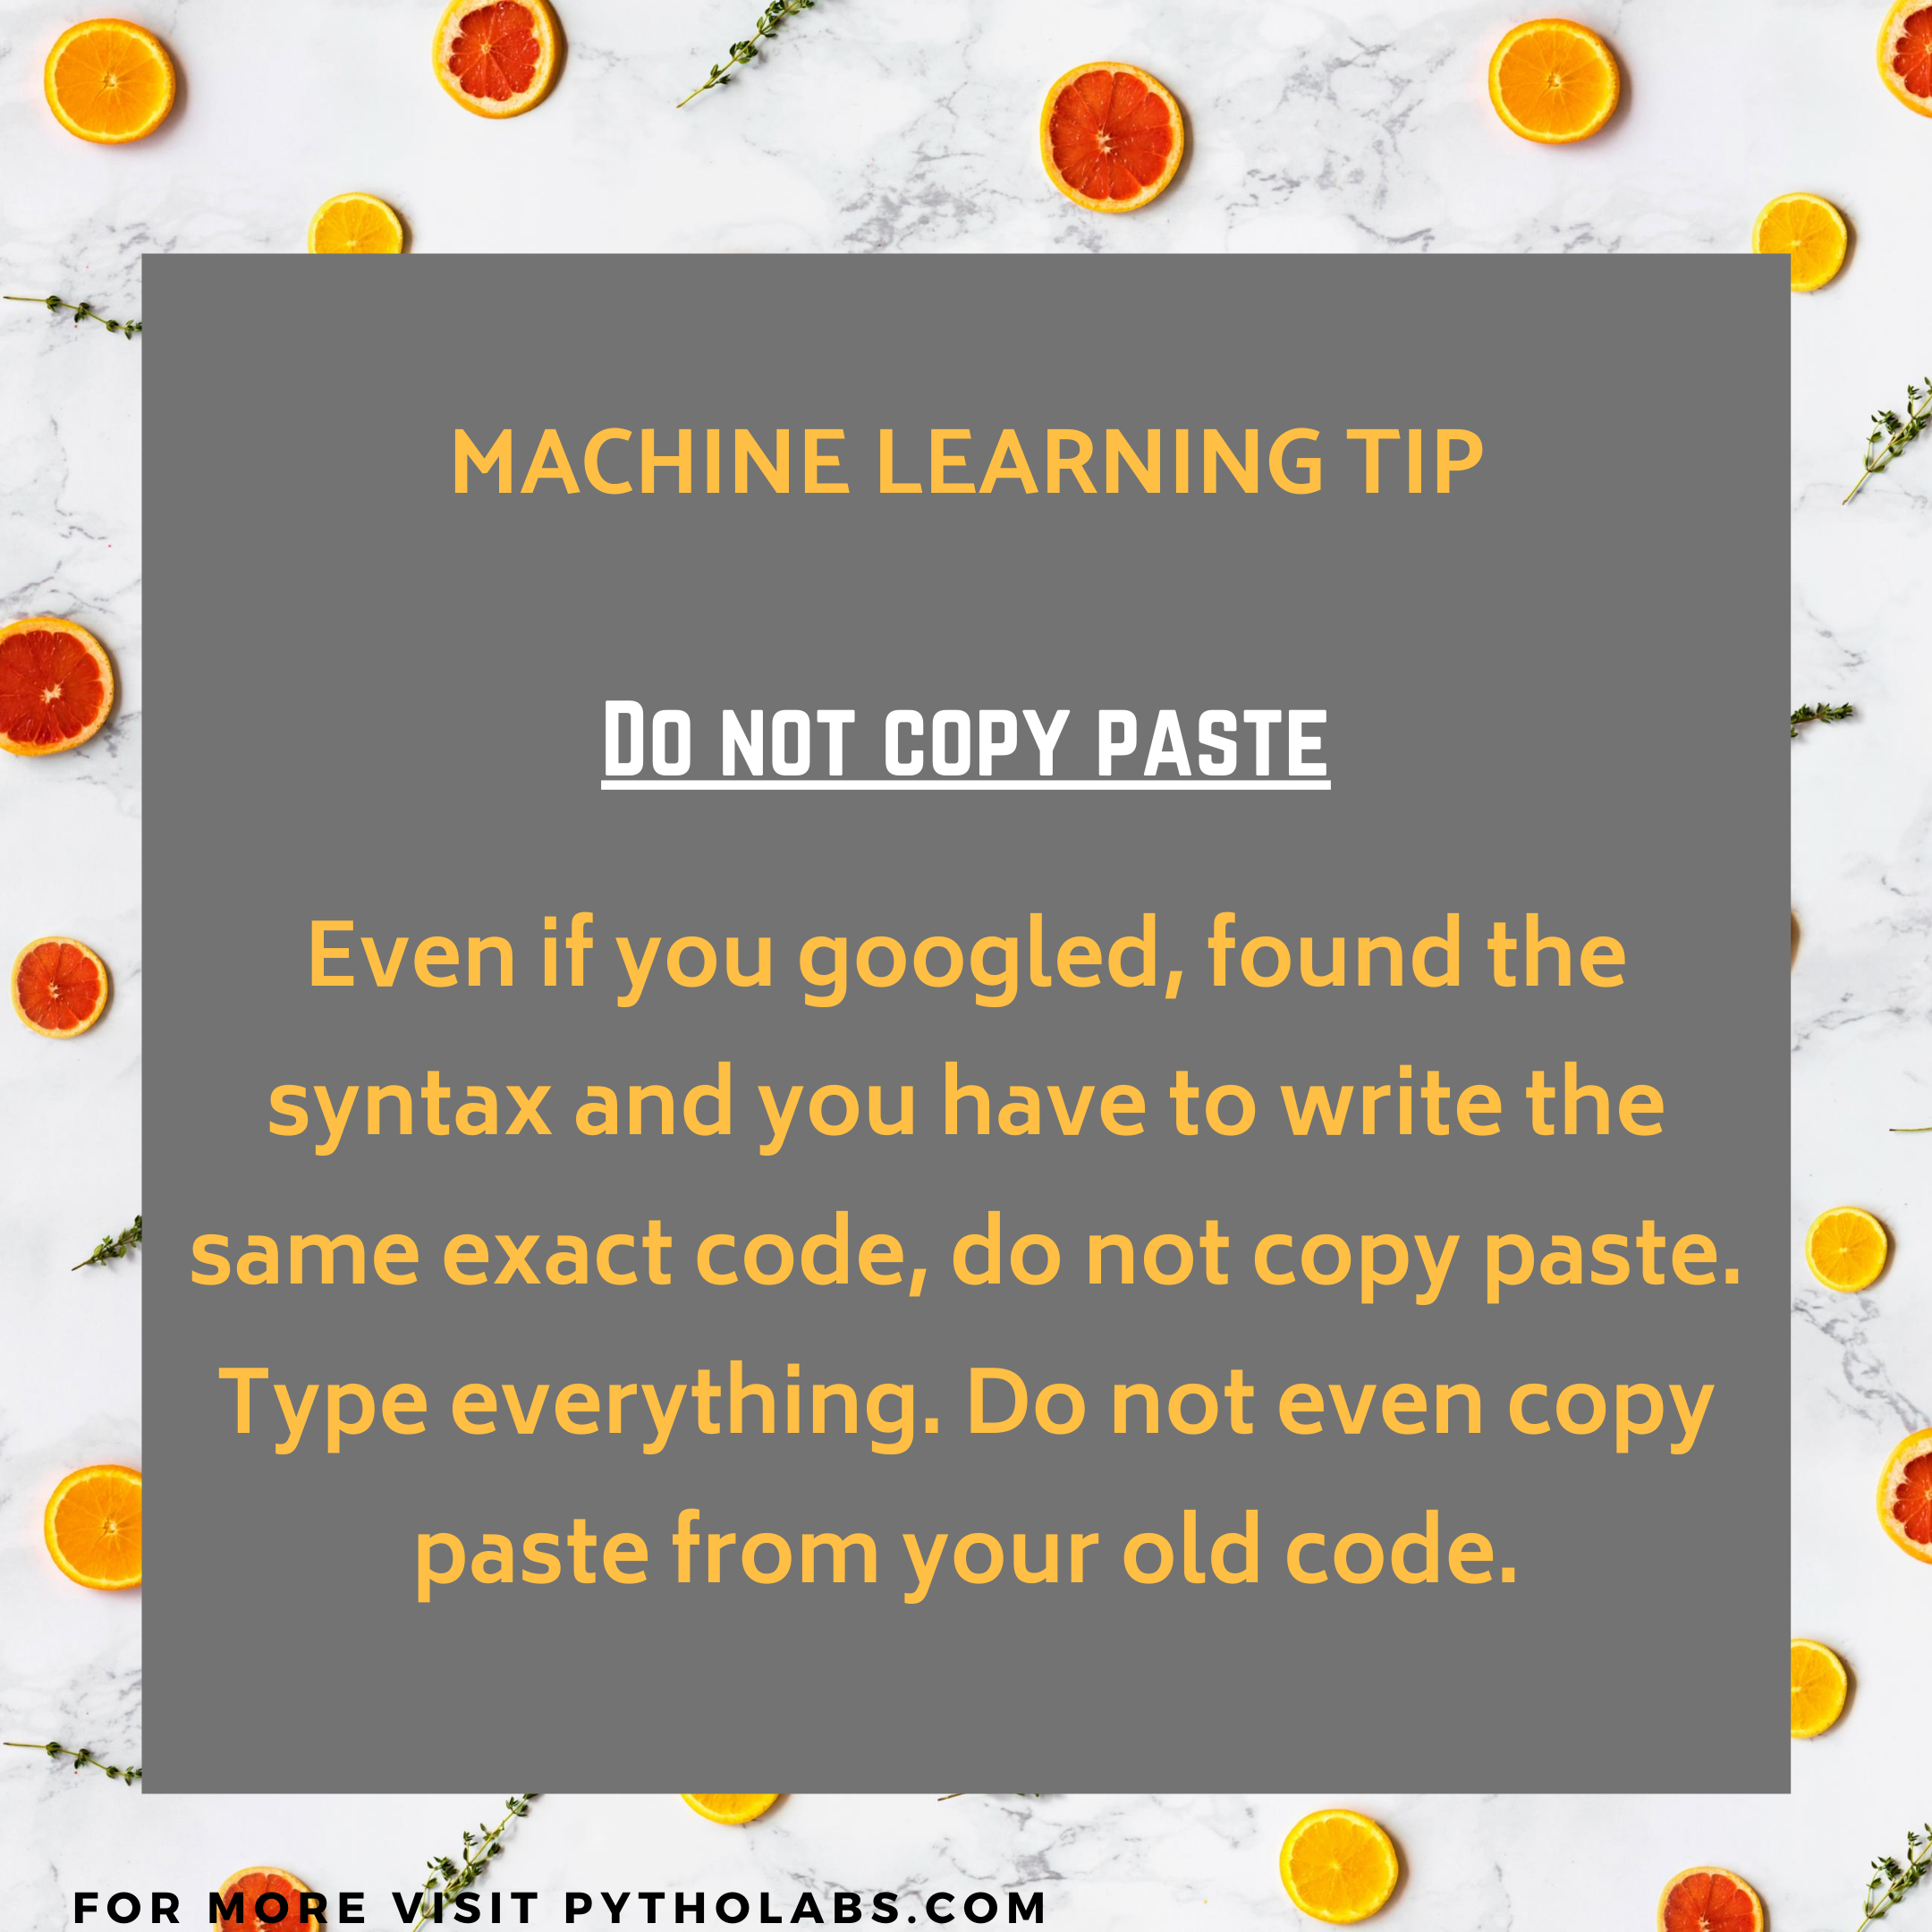 MACHINE LEARNING TIP
Do not copy paste
Even if you googled, found the
syntax and you have to write the
same exact code, do not copy paste.
Type everything. Do not even copy
paste from your old code.
FOR MORE VISIT PYTHOLABS.COM